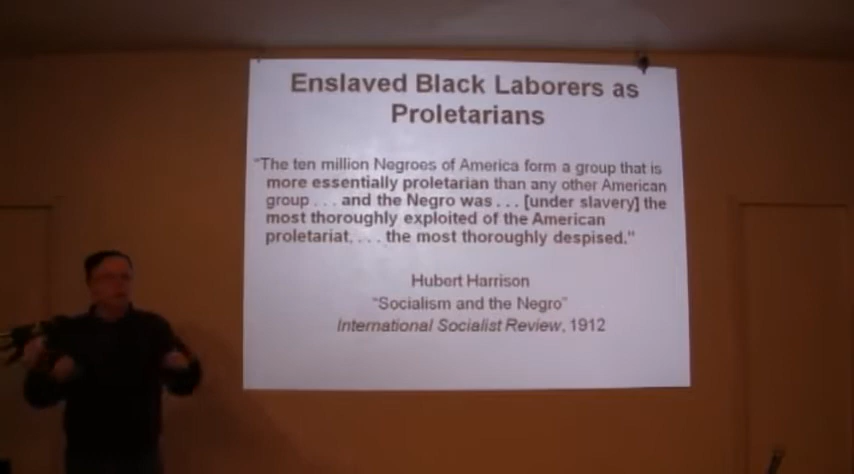 Enslaved Black Laborers as
Proletarians
"The ten million Negroes of America form a group that is
more essentially proletarian than any other American
group . . . and the Negro was . . . [under slavery] the
most thoroughly exploited of the American
proletariat, . . . the most thoroughly despised."
Hubert Harrison
"Socialism and the Negro"
International Socialist Review, 1912